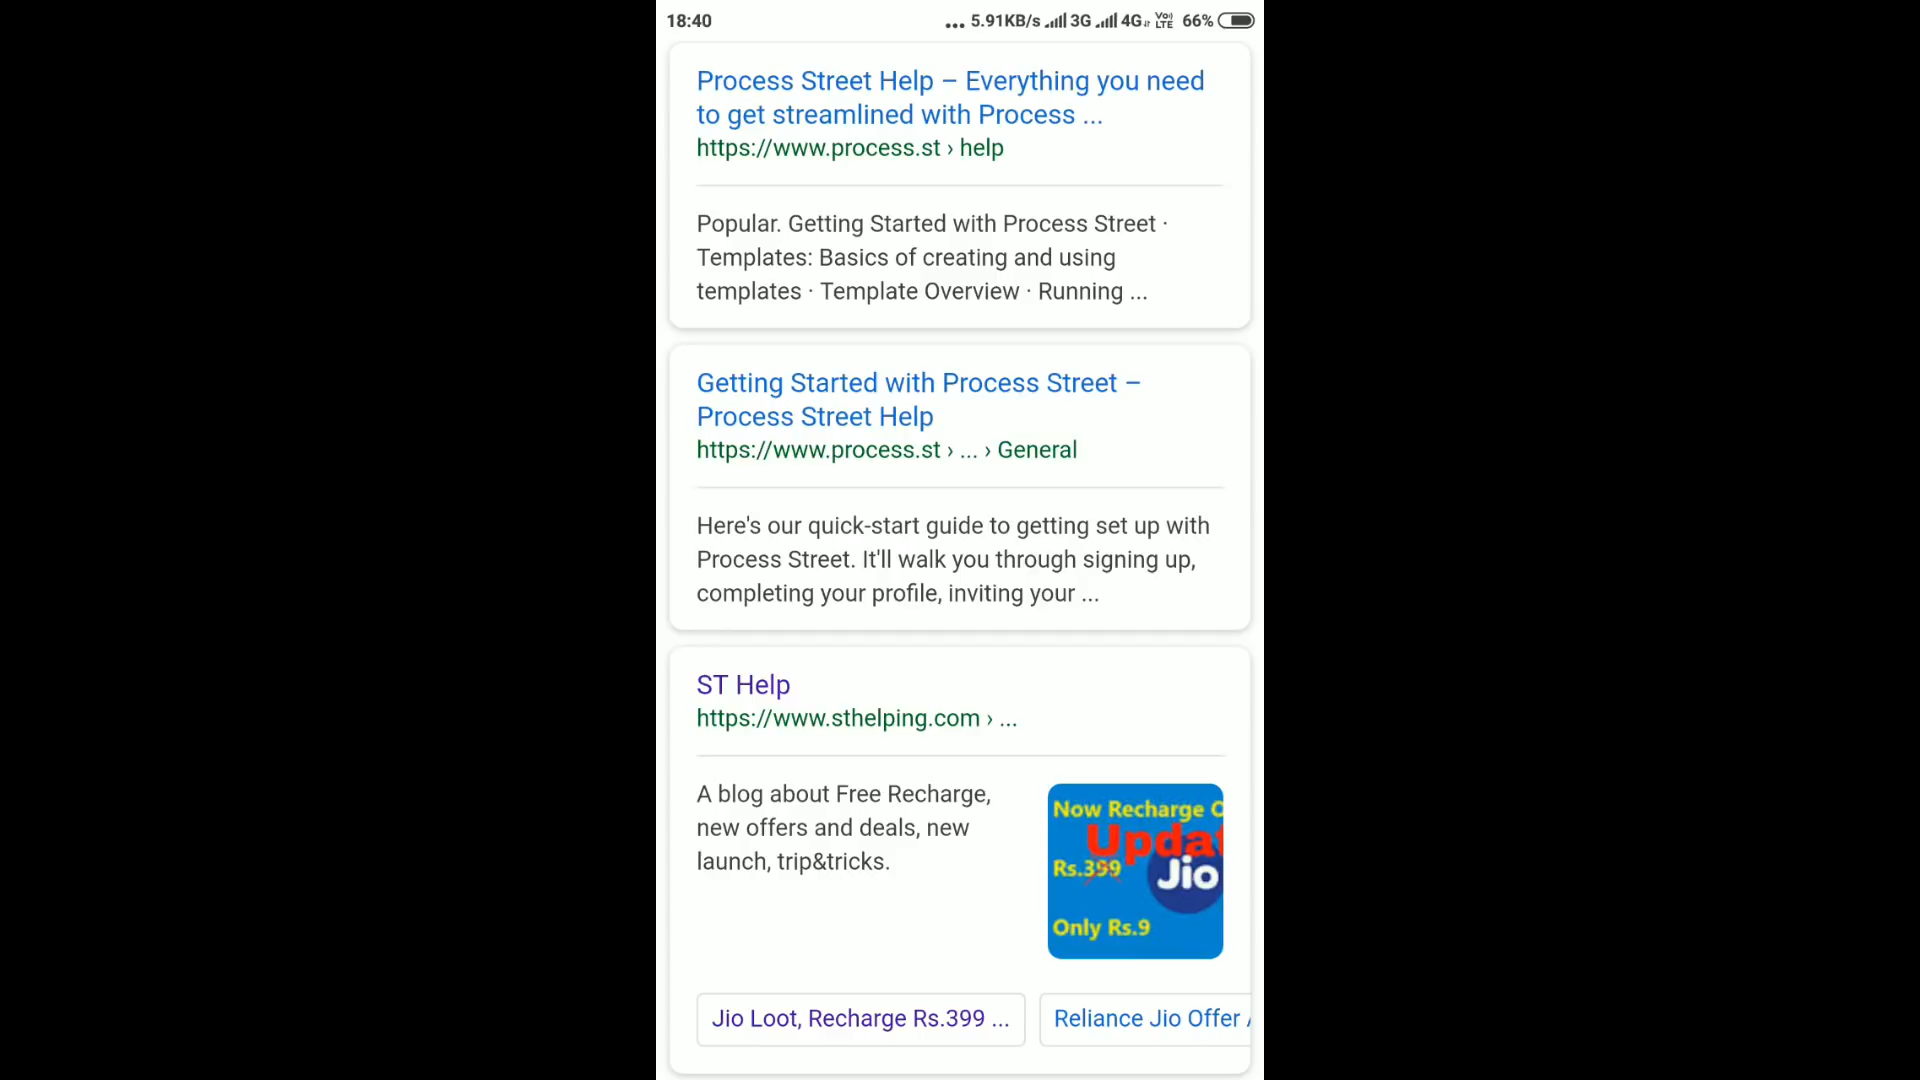 18:40 ... 5.91KB/s 3G 4G Vo) LTE 66%
Process Street Help – Everything you need
to get streamlined with Process ...
https://www.process.st › help
Popular. Getting Started with Process Street ·
Templates: Basics of creating and using
templates · Template Overview · Running ...
Getting Started with Process Street –
Process Street Help
https://www.process.st › ... › General
Here's our quick-start guide to getting set up with
Process Street. It'll walk you through signing up,
completing your profile, inviting your ...
ST Help
https://www.sthelping.com › ...
A blog about Free Recharge,
new offers and deals, new
launch, trip&tricks.
Now Recharge
Updat
Rs.399
Jio
Only Rs.9
Jio Loot, Recharge Rs.399 ...
Reliance Jio Offer